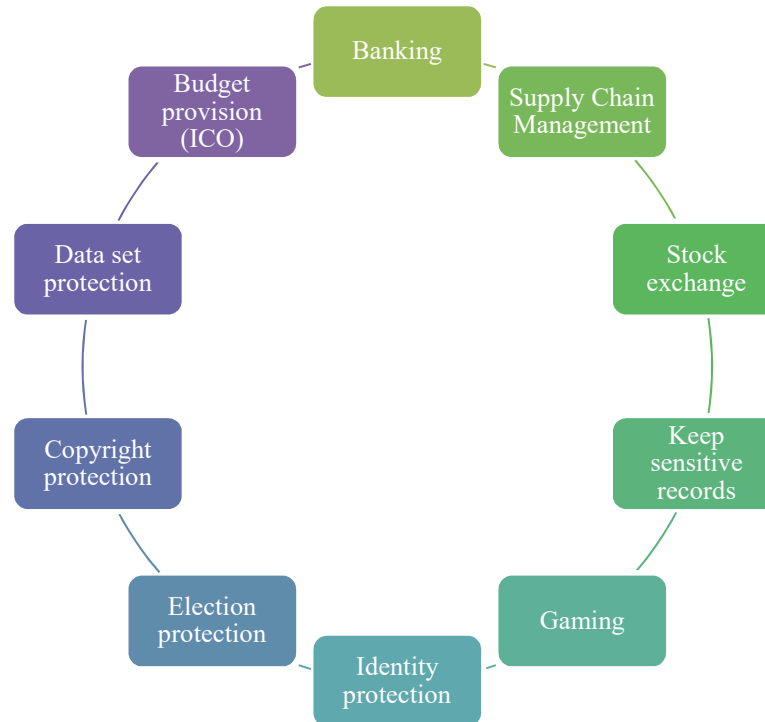 Banking
Supply Chain
Management
Stock
exchange
Keep
sensitive
records
Gaming
Identity
protection
Election
protection
Copyright
protection
Data set
protection
Budget
provision
(ICO)